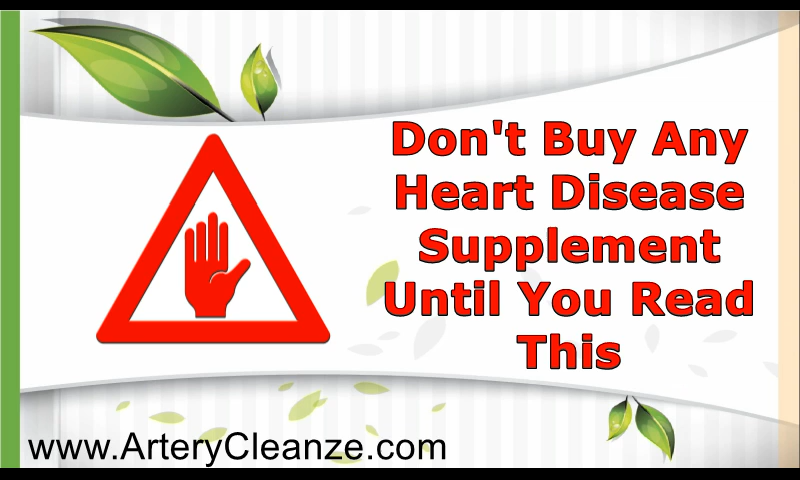 Don't Buy Any
Heart Disease
Supplement
Until You Read
This
www.ArteryCleanze.com